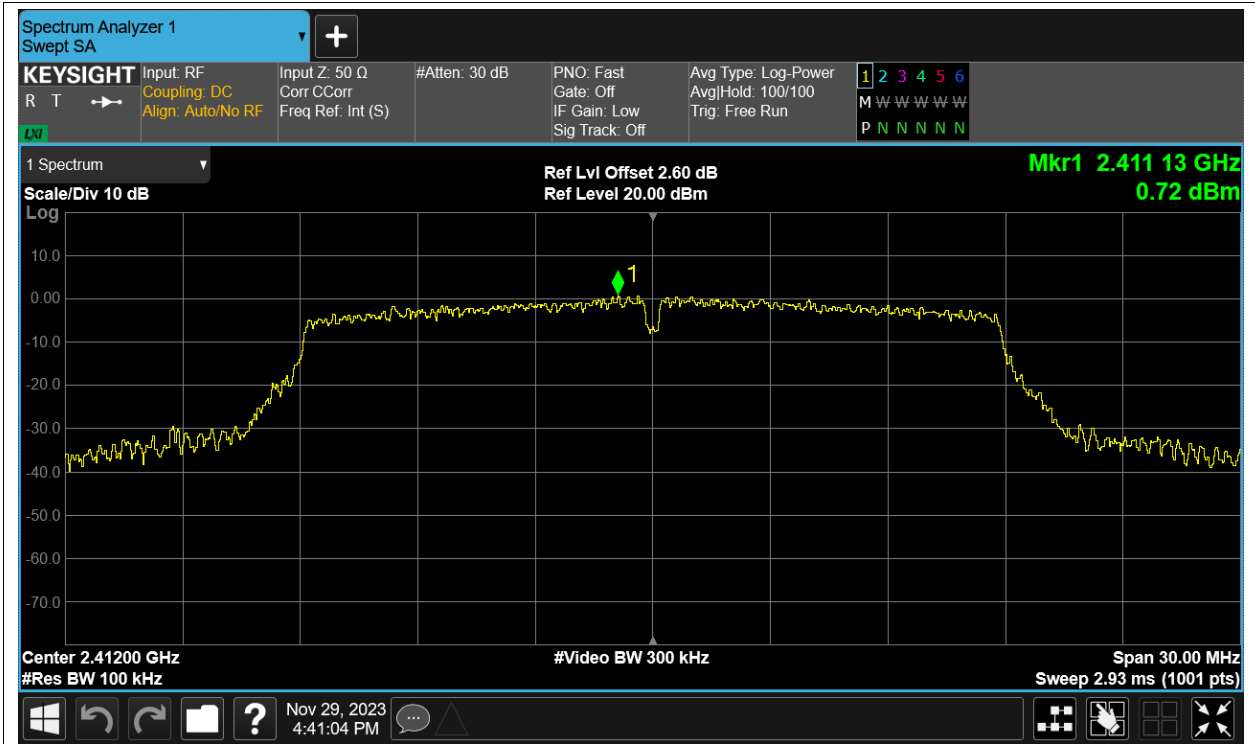 Spectrum Analyzer 1
Swept SA
+
KEYSIGHT
R T
LXI
Input: RF
Coupling: DC
Align: Auto/No RF
Input Z: 50 Ω
Corr CCorr
Freq Ref: Int (S)
#Atten: 30 dB
PNO: Fast
Gate: Off
IF Gain: Low
Sig Track: Off
Avg Type: Log-Power
Avg|Hold: 100/100
Trig: Free Run
1 2 3 4 5 6
M W W W W W W
P N N N N N N
1 Spectrum
Scale/Div 10 dB
Ref Lvl Offset 2.60 dB
Ref Level 20.00 dBm
Mkr1 2.411 13 GHz
0.72 dBm
Log
10.0
1
0.00
-10.0
-20.0
-30.0
-40.0
-50.0
-60.0
-70.0
Center 2.41200 GHz
#Video BW 300 kHz
Span 30.00 MHz
#Res BW 100 kHz
Sweep 2.93 ms (1001 pts)
?
Nov 29, 2023
4:41:04 PM